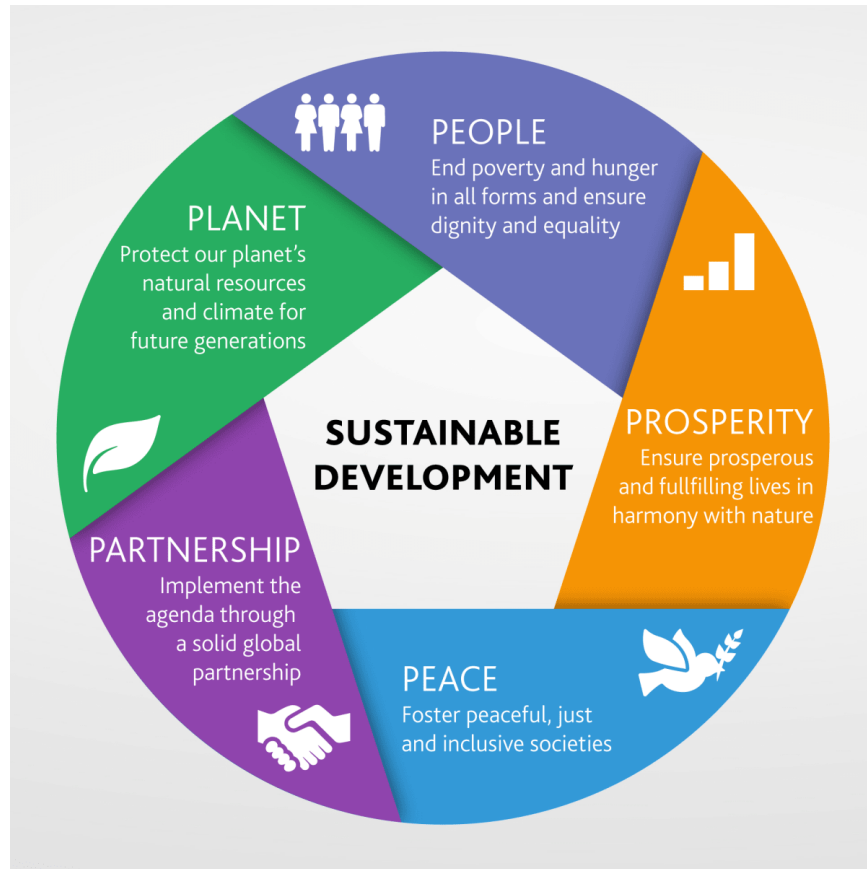 PEOPLE
End poverty and hunger
in all forms and ensure
dignity and equality
PLANET
Protect our planet's
natural resources
and climate for
future generations
SUSTAINABLE
DEVELOPMENT
PROSPERITY
Ensure prosperous
and fullfilling lives in
harmony with nature
PARTNERSHIP
Implement the
agenda through
a solid global
partnership
PEACE
Foster peaceful, just
and inclusive societies